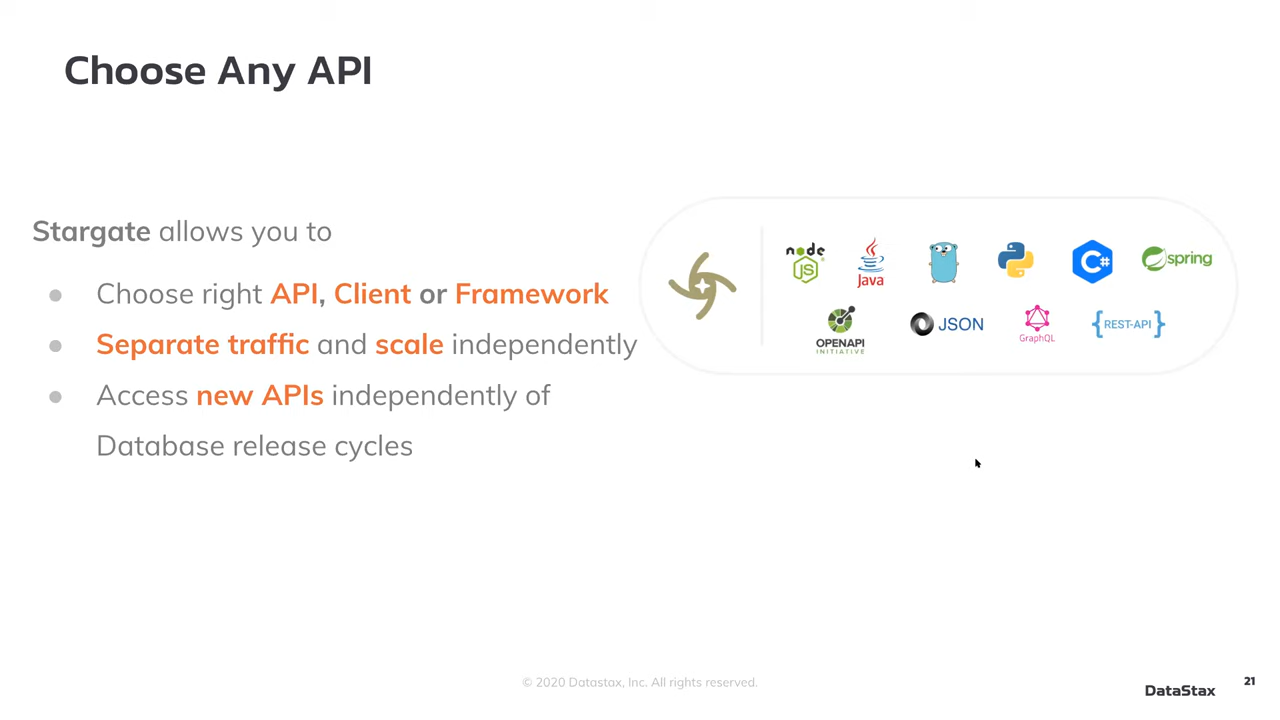 Choose Any API
Stargate allows you to
● Choose right API, Client or Framework
● Separate traffic and scale independently
● Access new APIs independently of
Database release cycles
node
JS
Java
C#
spring
OPENAPI
INITIATIVE
JSON
GraphQL
{REST-API}
© 2020 Datastax, Inc. All rights reserved.
DataStax
21